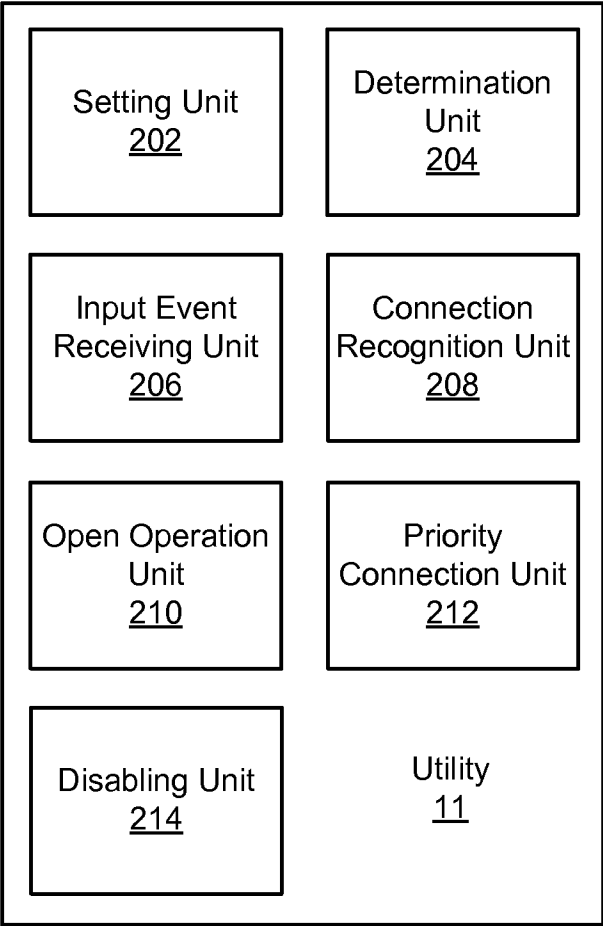 Setting Unit
202
Determination
Unit
204
Input Event
Receiving Unit
206
Connection
Recognition Unit
208
Open Operation
Unit
210
Priority
Connection Unit
212
Disabling Unit
214
Utility
11